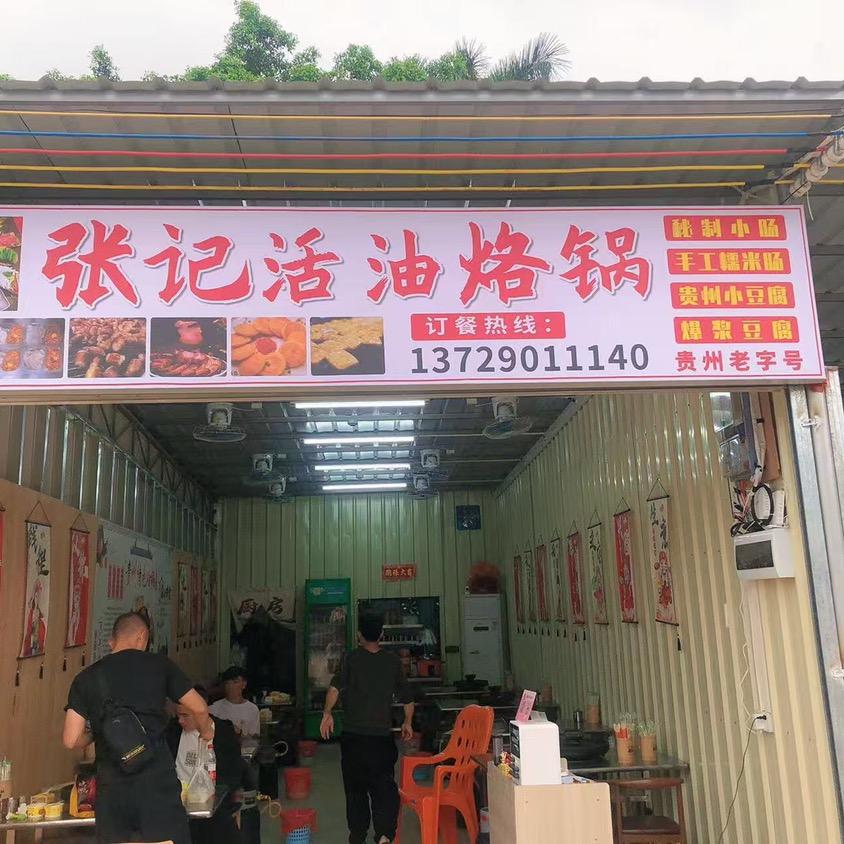 张记活油烙锅
订餐热线：
13729011140
秘制小肠
手工糯米肠
贵州小豆腐
爆浆豆腐
贵州老字号
厨房